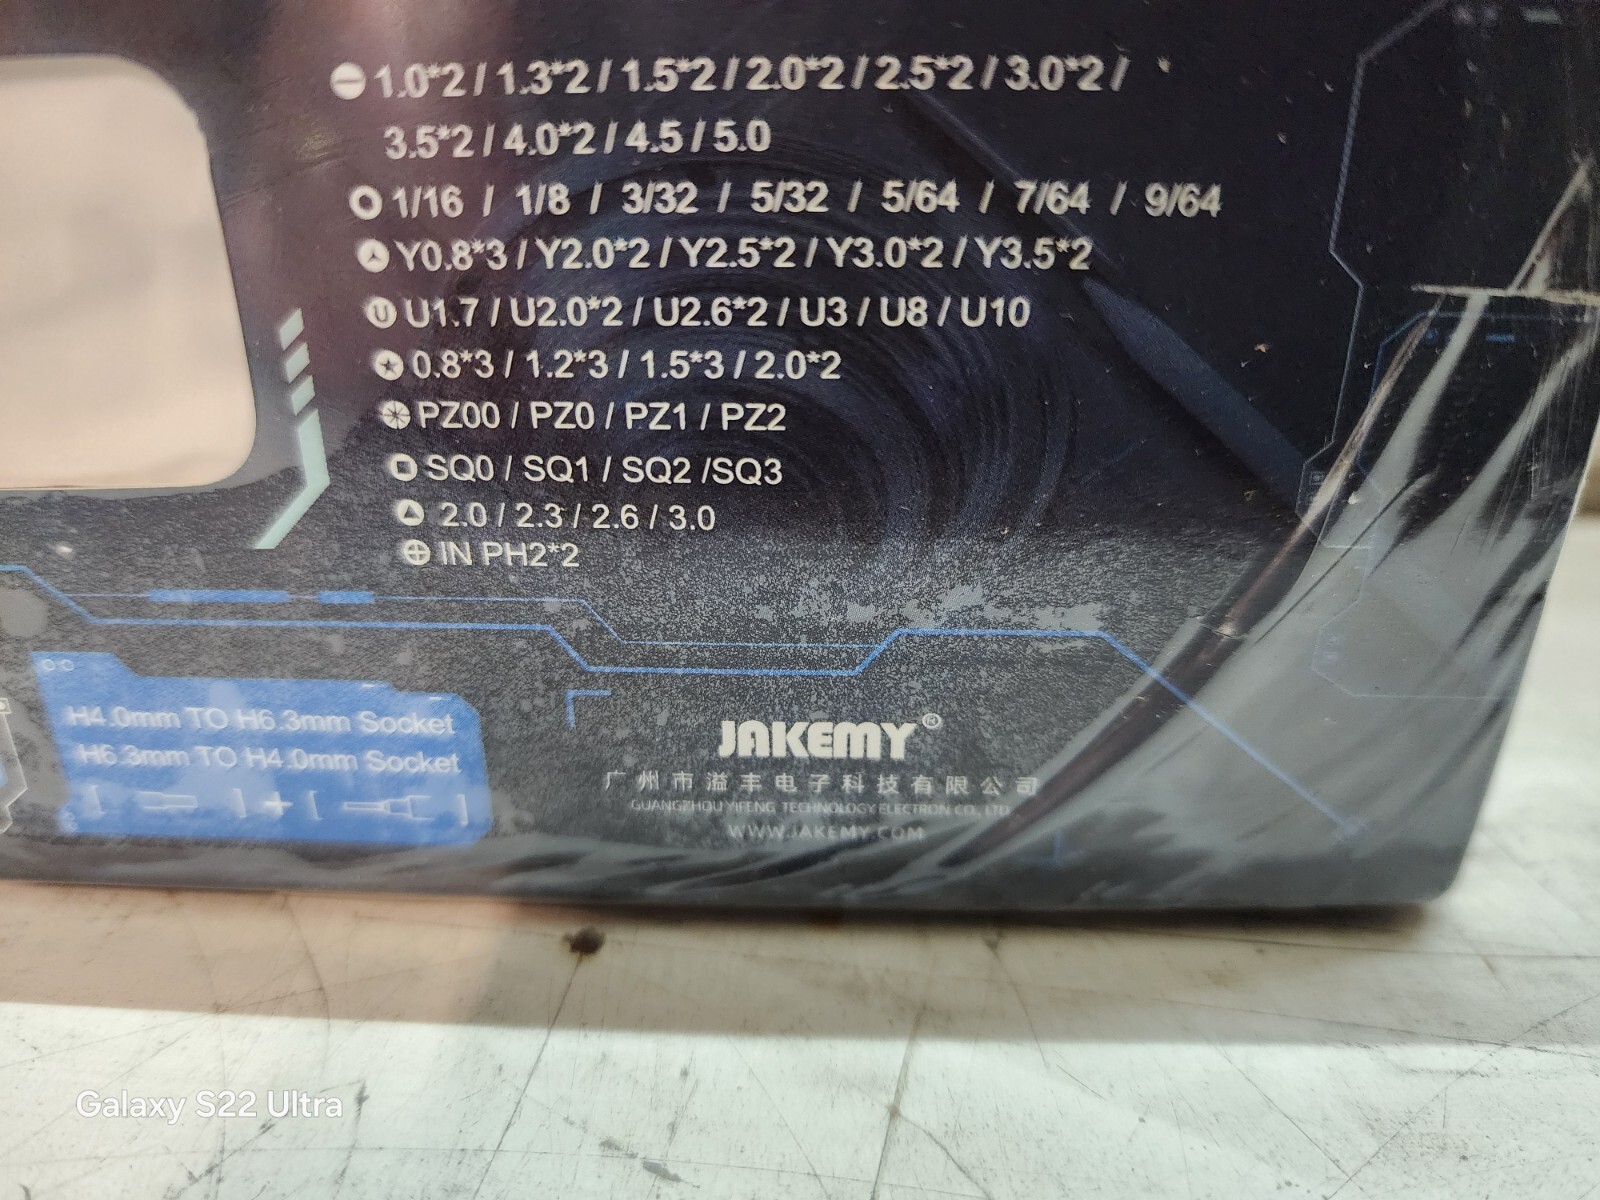 1.0*2 / 1.3*2 / 1.5*2 / 2.0*2 / 2.5*2 / 3.0*2 /
3.5*2 / 4.0*2 / 4.5 / 5.0
1/16 / 1/8 / 3/32 / 5/32 / 5/64 / 7/64 / 9/64
Y0.8*3 / Y2.0*2 / Y2.5*2 / Y3.0*2 / Y3.5*2
U U1.7 / U2.0*2 / U2.6*2 / U3 / U8 / U10
0.8*3 / 1.2*3 / 1.5*3 / 2.0*2
PZ00 / PZ0 / PZ1 / PZ2
SQ0 / SQ1 / SQ2 /SQ3
2.0 / 2.3 / 2.6 / 3.0
IN PH2*2
H4.0mm TO H6.3mm Socket
H6.3mm TO H4.0mm Socket
JAKEMY®
广州市溢丰电子科技有限公司
GUANGZHOU YIFENG TECHNOLOGY ELECTRON CO., LTD
WWW.JAKEMY.COM
Galaxy S22 Ultra